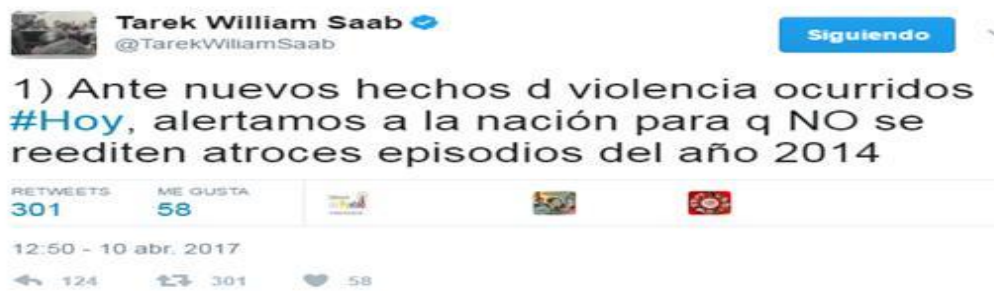 Tarek William Saab
@TarekWiliamSaab
Siguiendo
1) Ante nuevos hechos d violencia ocurridos
#Hoy, alertamos a la nación para q NO se
reediten atroces episodios del año 2014
RETWEETS ME GUSTA
301 58
12:50 - 10 abr. 2017
124 301 58